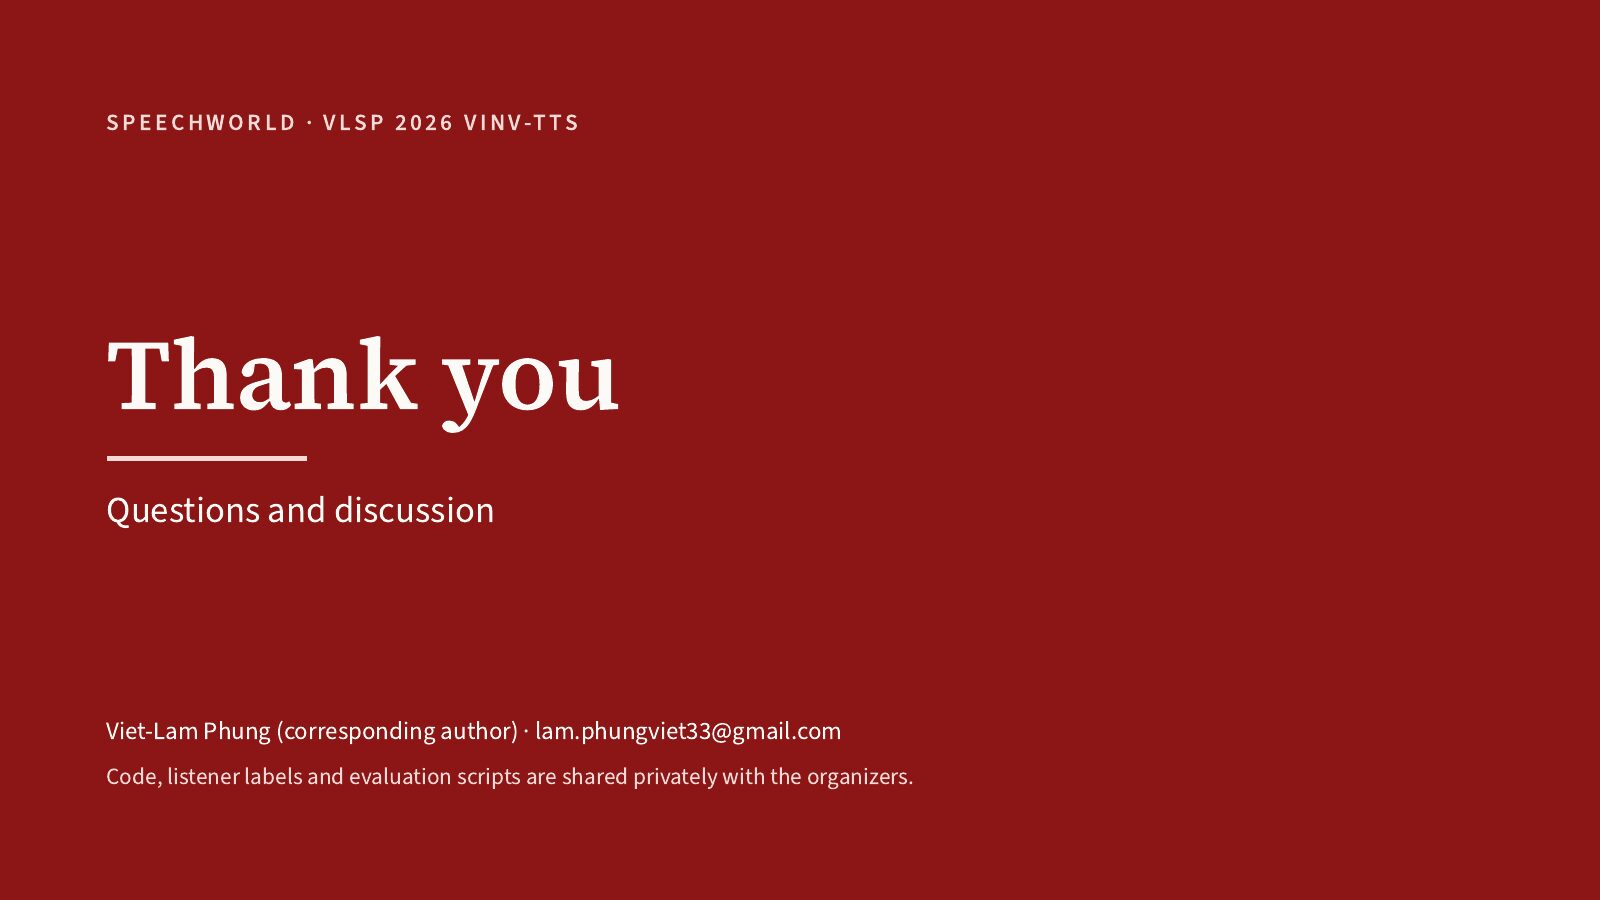 SPEECHWORLD · VLSP 2026 VINV-TTS
Thank you
Questions and discussion
Viet-Lam Phung (corresponding author) · lam.phungviet33@gmail.com
Code, listener labels and evaluation scripts are shared privately with the organizers.